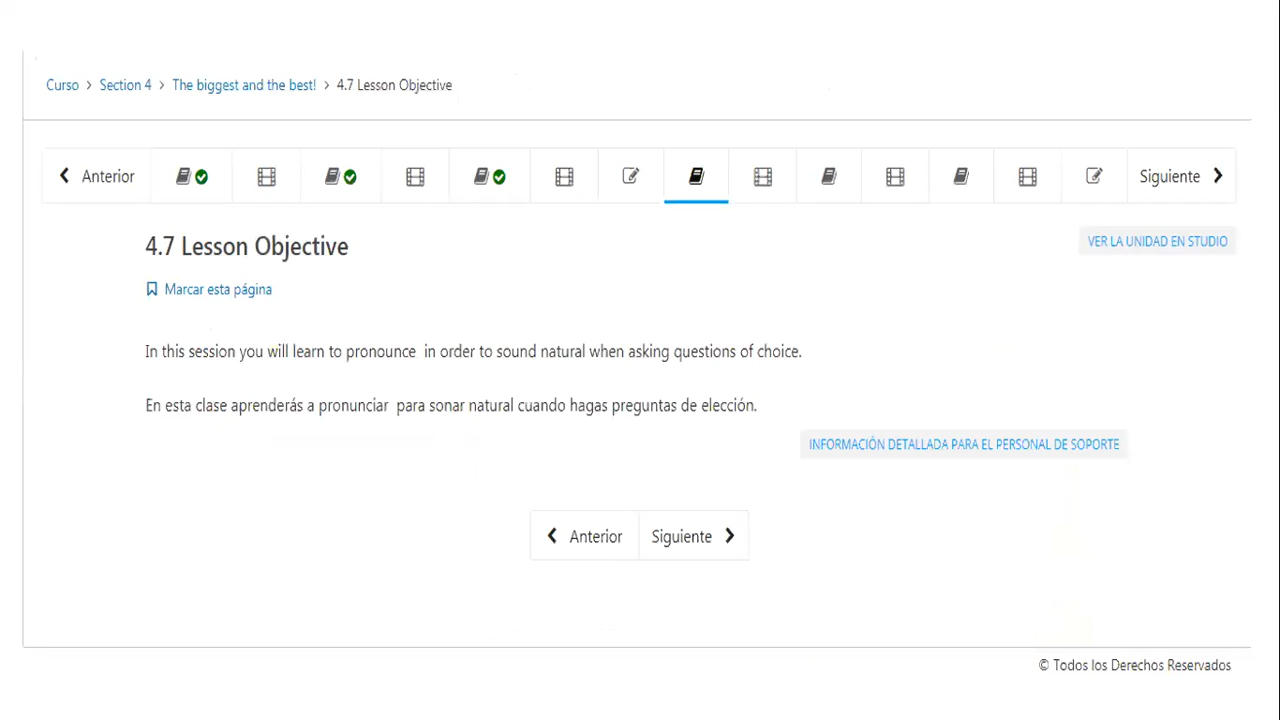 Curso > Section 4 > The biggest and the best! > 4.7 Lesson Objective
Anterior
Siguiente
4.7 Lesson Objective
VER LA UNIDAD EN STUDIO
Marcar esta página
In this session you will learn to pronounce in order to sound natural when asking questions of choice.
En esta clase aprenderás a pronunciar para sonar natural cuando hagas preguntas de elección.
INFORMACIÓN DETALLADA PARA EL PERSONAL DE SOPORTE
Anterior
Siguiente
© Todos los Derechos Reservados